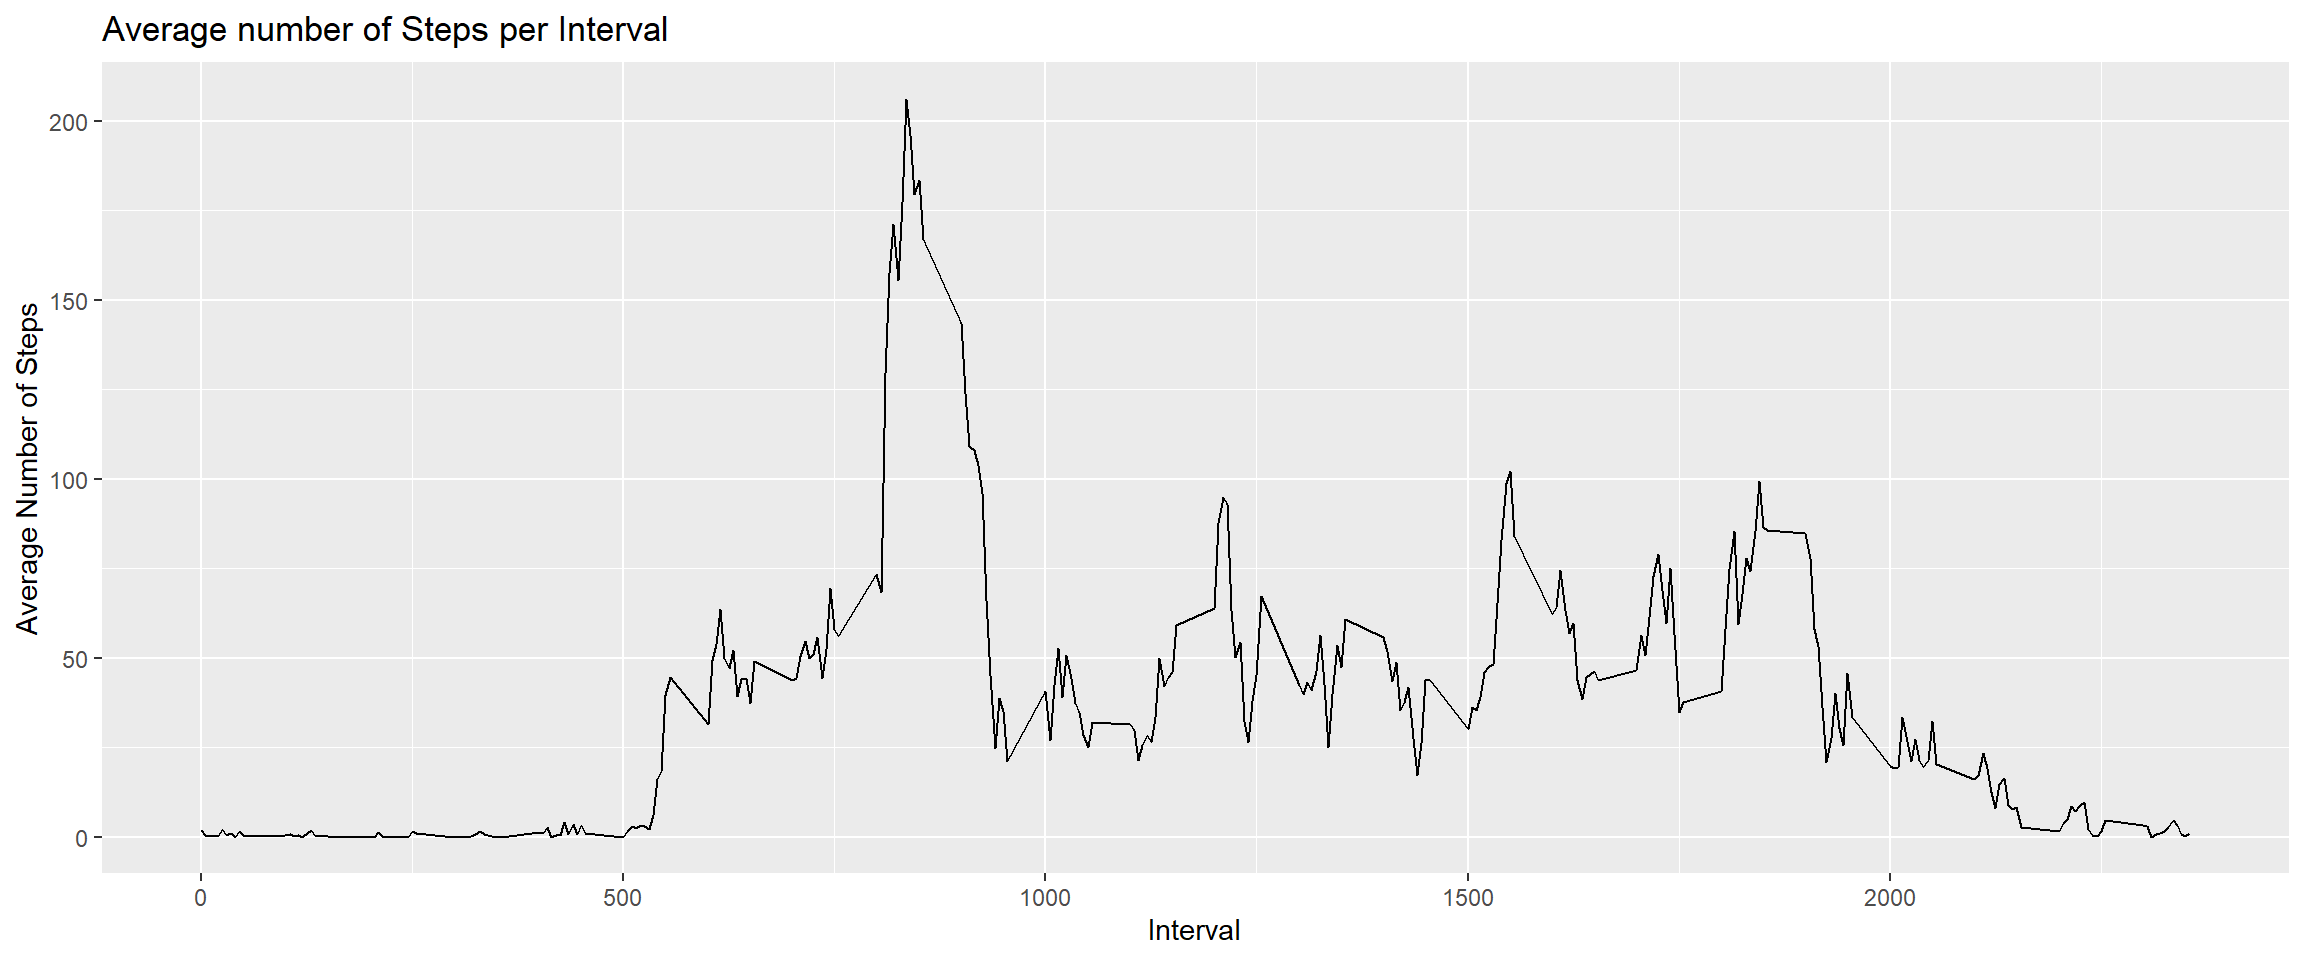 Average number of Steps per Interval
Average Number of Steps
200
150
100
50
0
0 500 1000 1500 2000
Interval